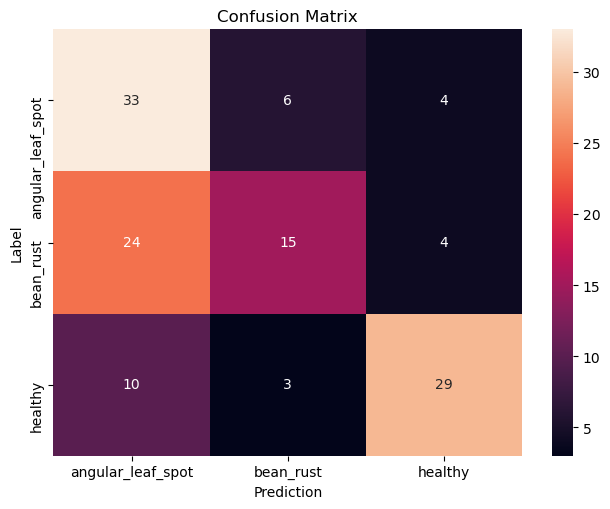 Confusion Matrix
Label
angular_leaf_spot
33 6 4
bean_rust
24 15 4
healthy
10 3 29
angular_leaf_spot bean_rust healthy
Prediction
30
25
20
15
10
5